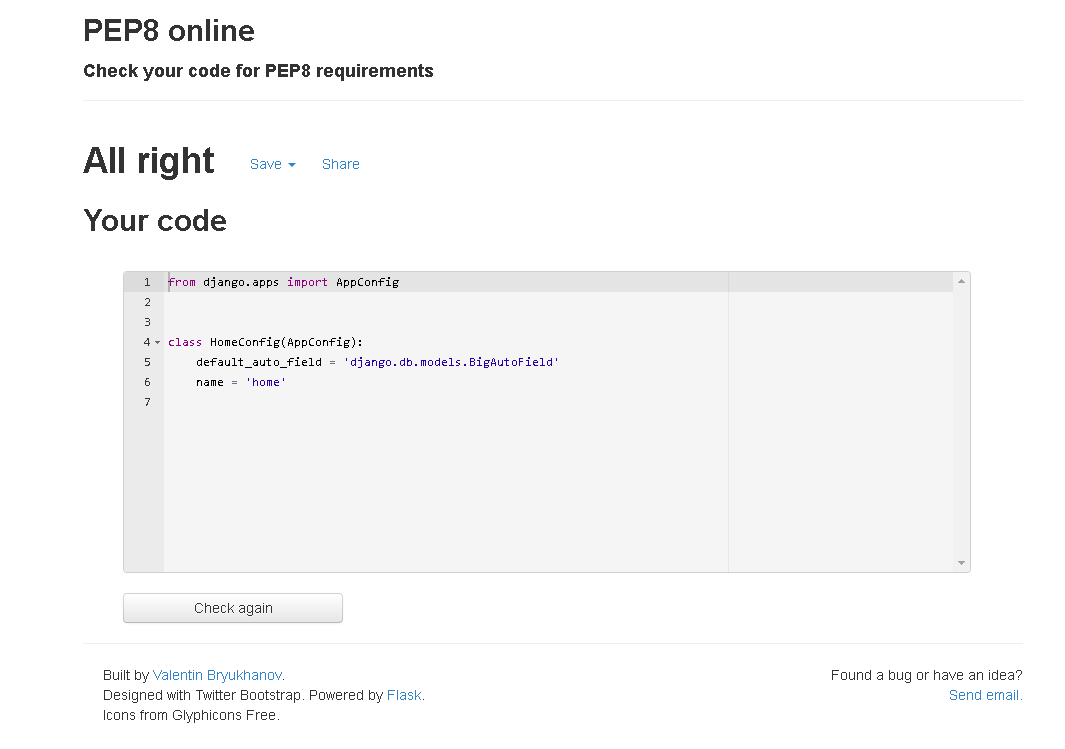 PEP8 online
Check your code for PEP8 requirements
All right Save Share
Your code
1 from django.apps import AppConfig
2
3
4 class HomeConfig(AppConfig):
5     default_auto_field = 'django.db.models.BigAutoField'
6     name = 'home'
7
Check again
Built by Valentin Bryukhanov.
Designed with Twitter Bootstrap. Powered by Flask.
Icons from Glyphicons Free.
Found a bug or have an idea?
Send email.